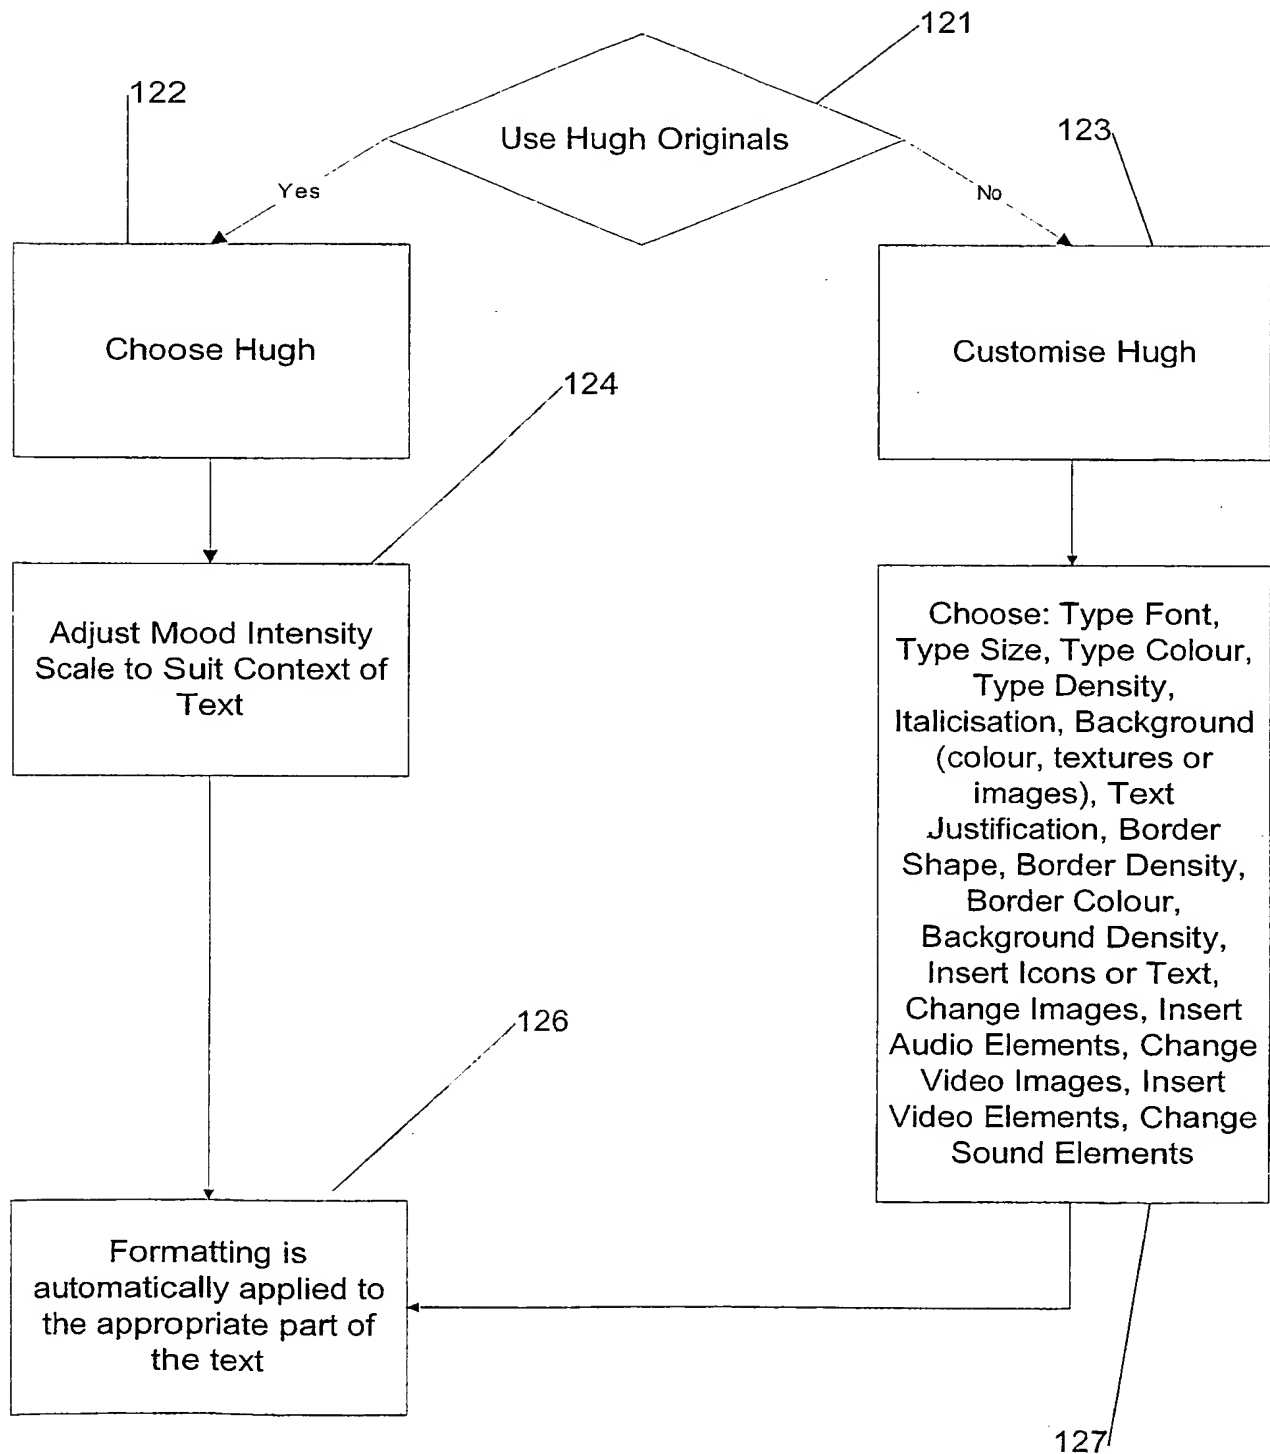 121
Use Hugh Originals
122
123
Yes
No
Choose Hugh
Customise Hugh
124
Adjust Mood Intensity
Scale to Suit Context of
Text
Choose: Type Font,
Type Size, Type Colour,
Type Density,
Italicisation, Background
(colour, textures or
images), Text
Justification, Border
Shape, Border Density,
Border Colour,
Background Density,
Insert Icons or Text,
Change Images, Insert
Audio Elements, Change
Video Images, Insert
Video Elements, Change
Sound Elements
126
Formatting is
automatically applied to
the appropriate part of
the text
127